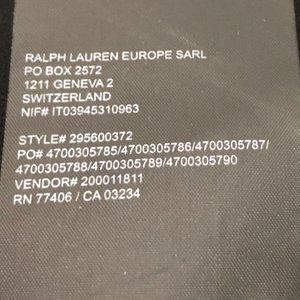 RALPH LAUREN EUROPE SARL
PO BOX 2572
1211 GENEVA 2
SWITZERLAND
NIF# IT03945310963
STYLE# 295600372
PO# 4700305785/4700305786/4700305787/
4700305788/4700305789/4700305790
VENDOR# 200011811
RN 77406 / CA 03234